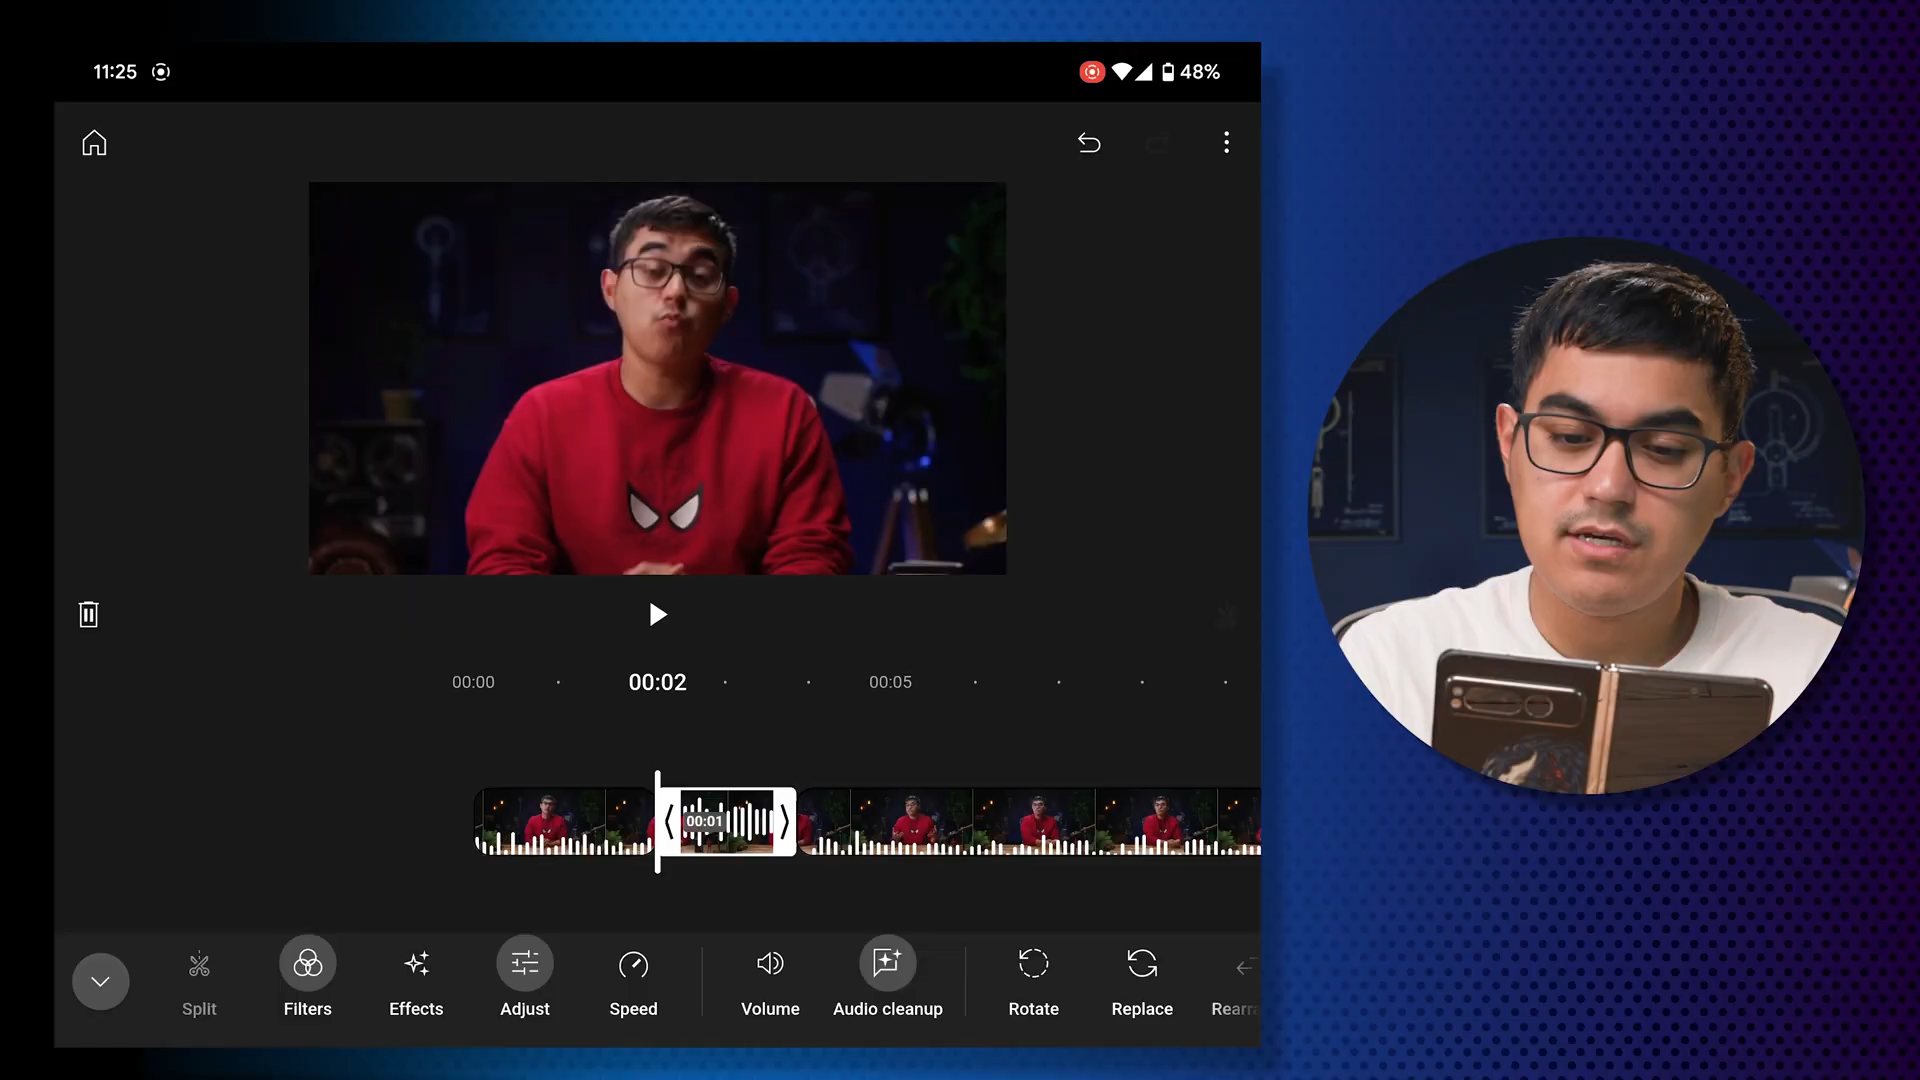 11:25 48%
00:00 00:02 00:05
00:01
Split Filters Effects Adjust Speed Volume Audio cleanup Rotate Replace Rearra